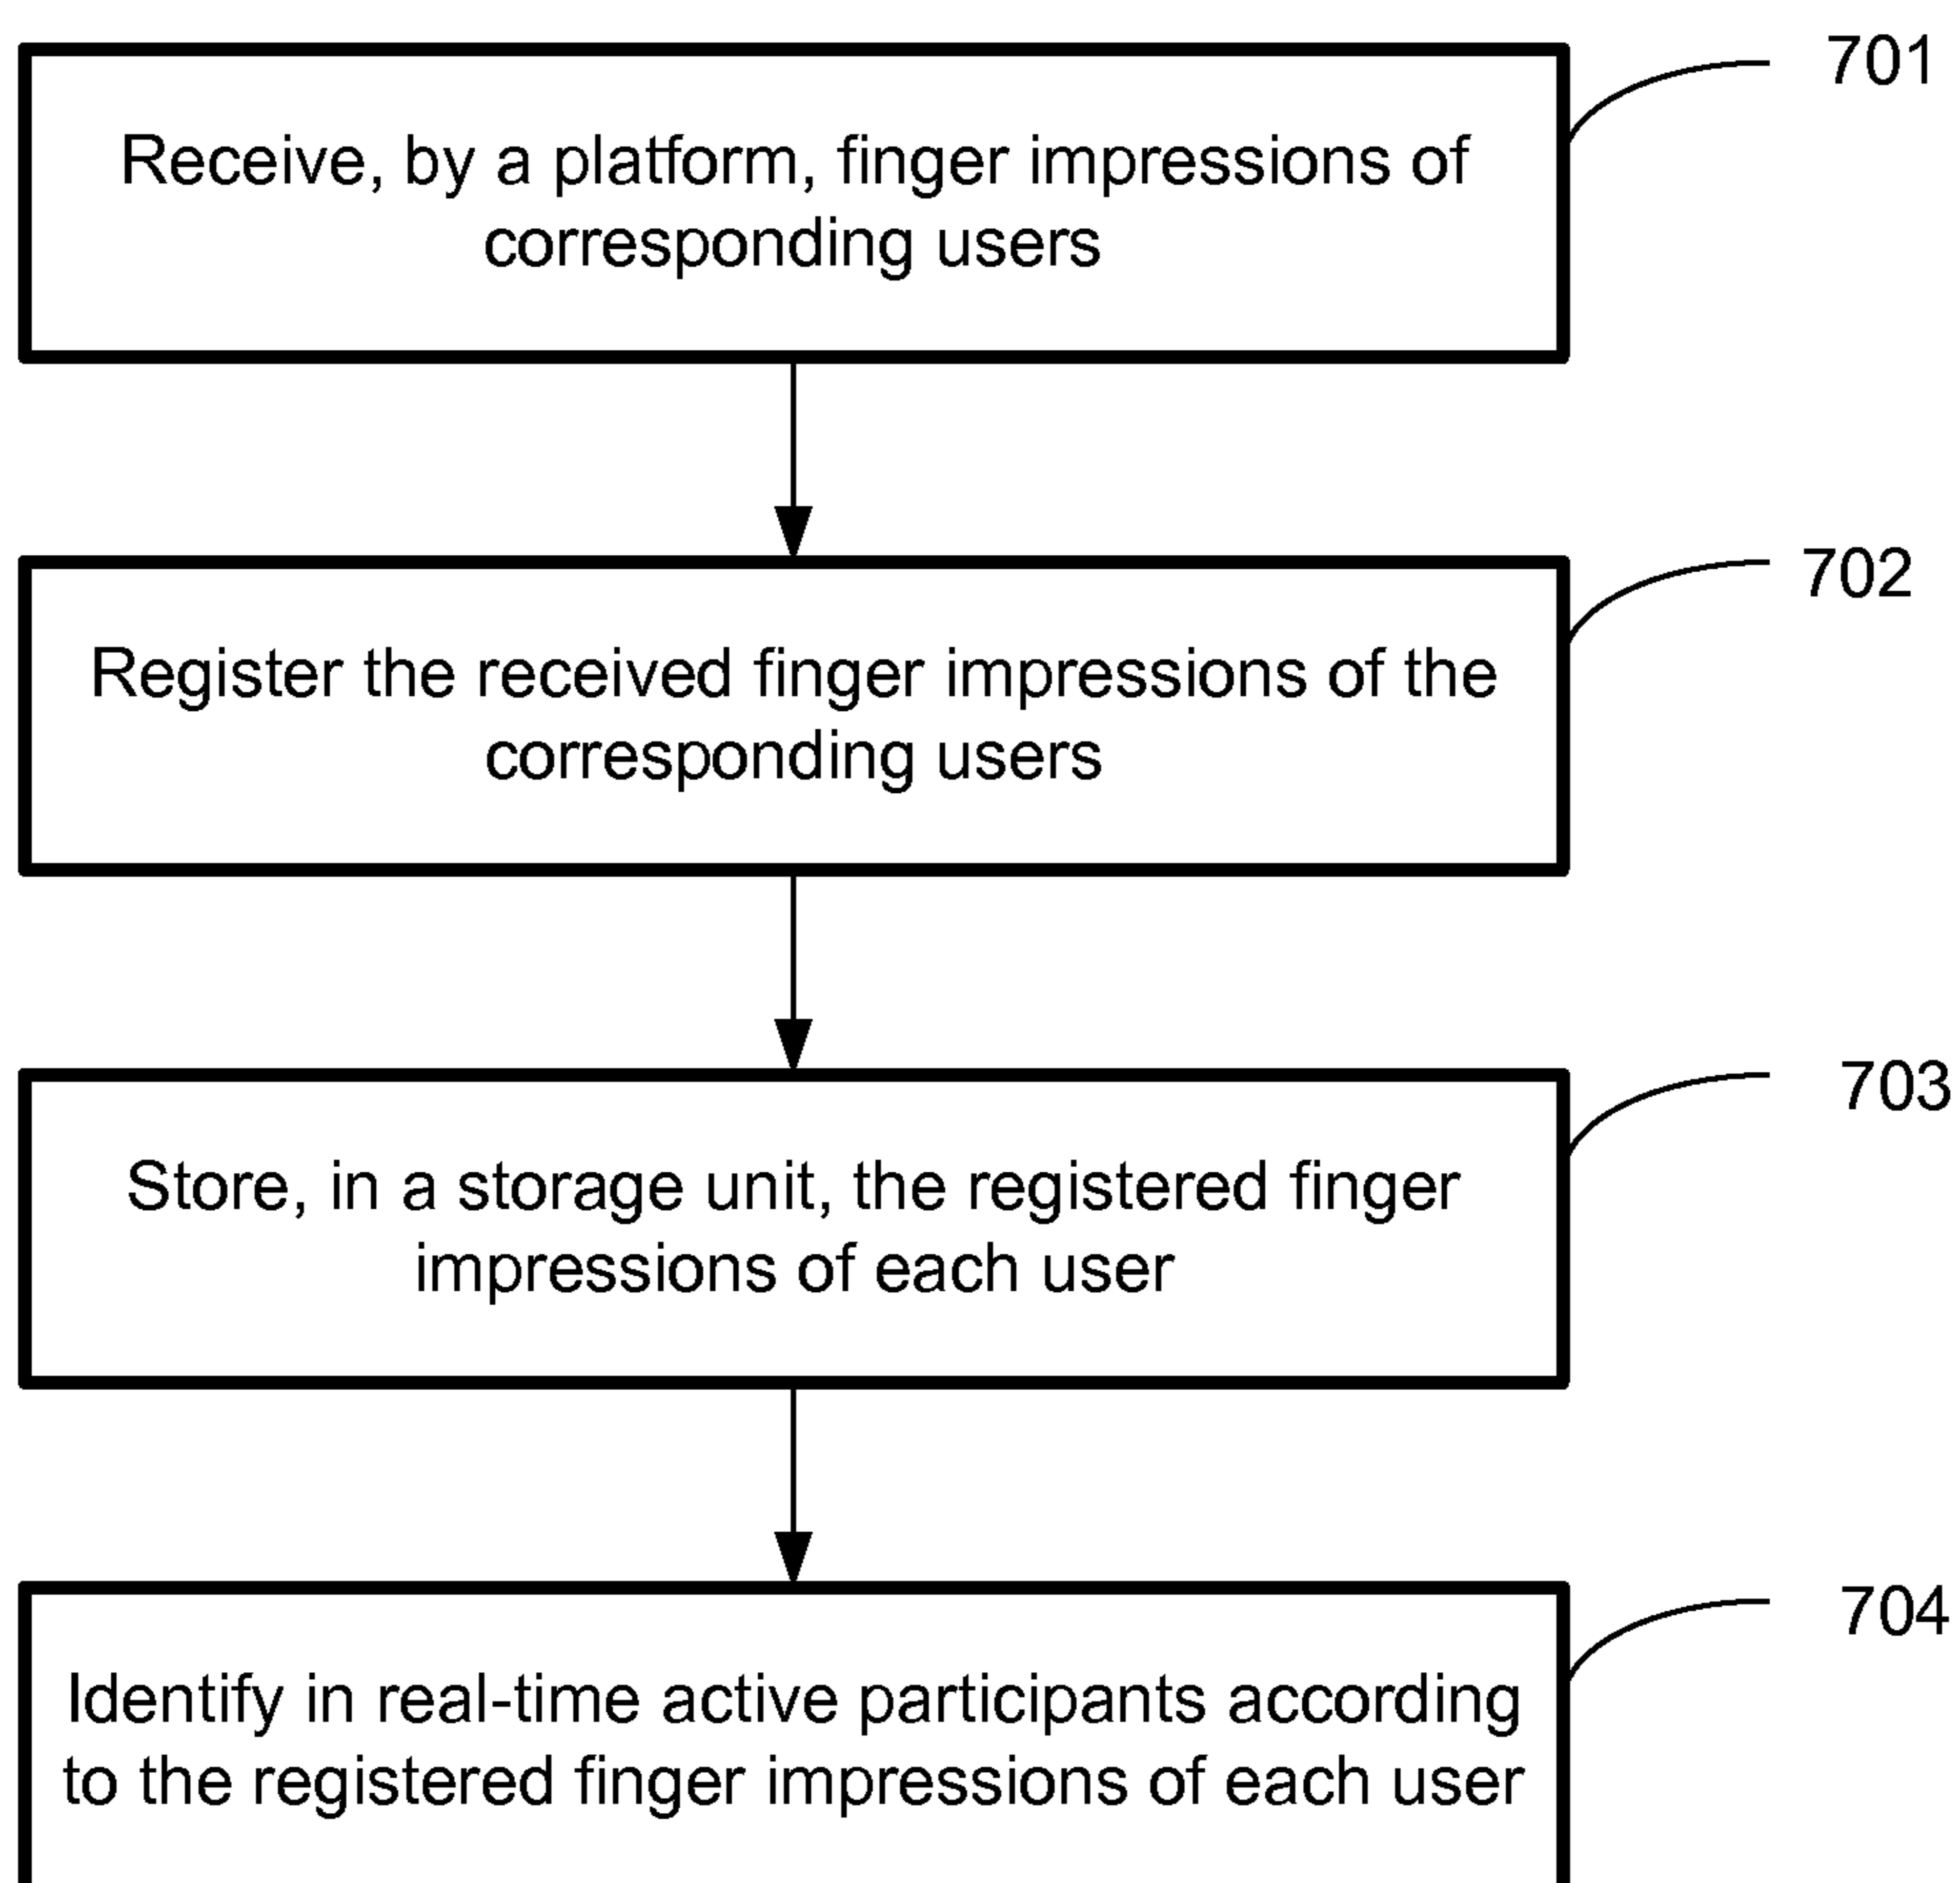 701
Receive, by a platform, finger impressions of
corresponding users
702
Register the received finger impressions of the
corresponding users
703
Store, in a storage unit, the registered finger
impressions of each user
704
Identify in real-time active participants according
to the registered finger impressions of each user